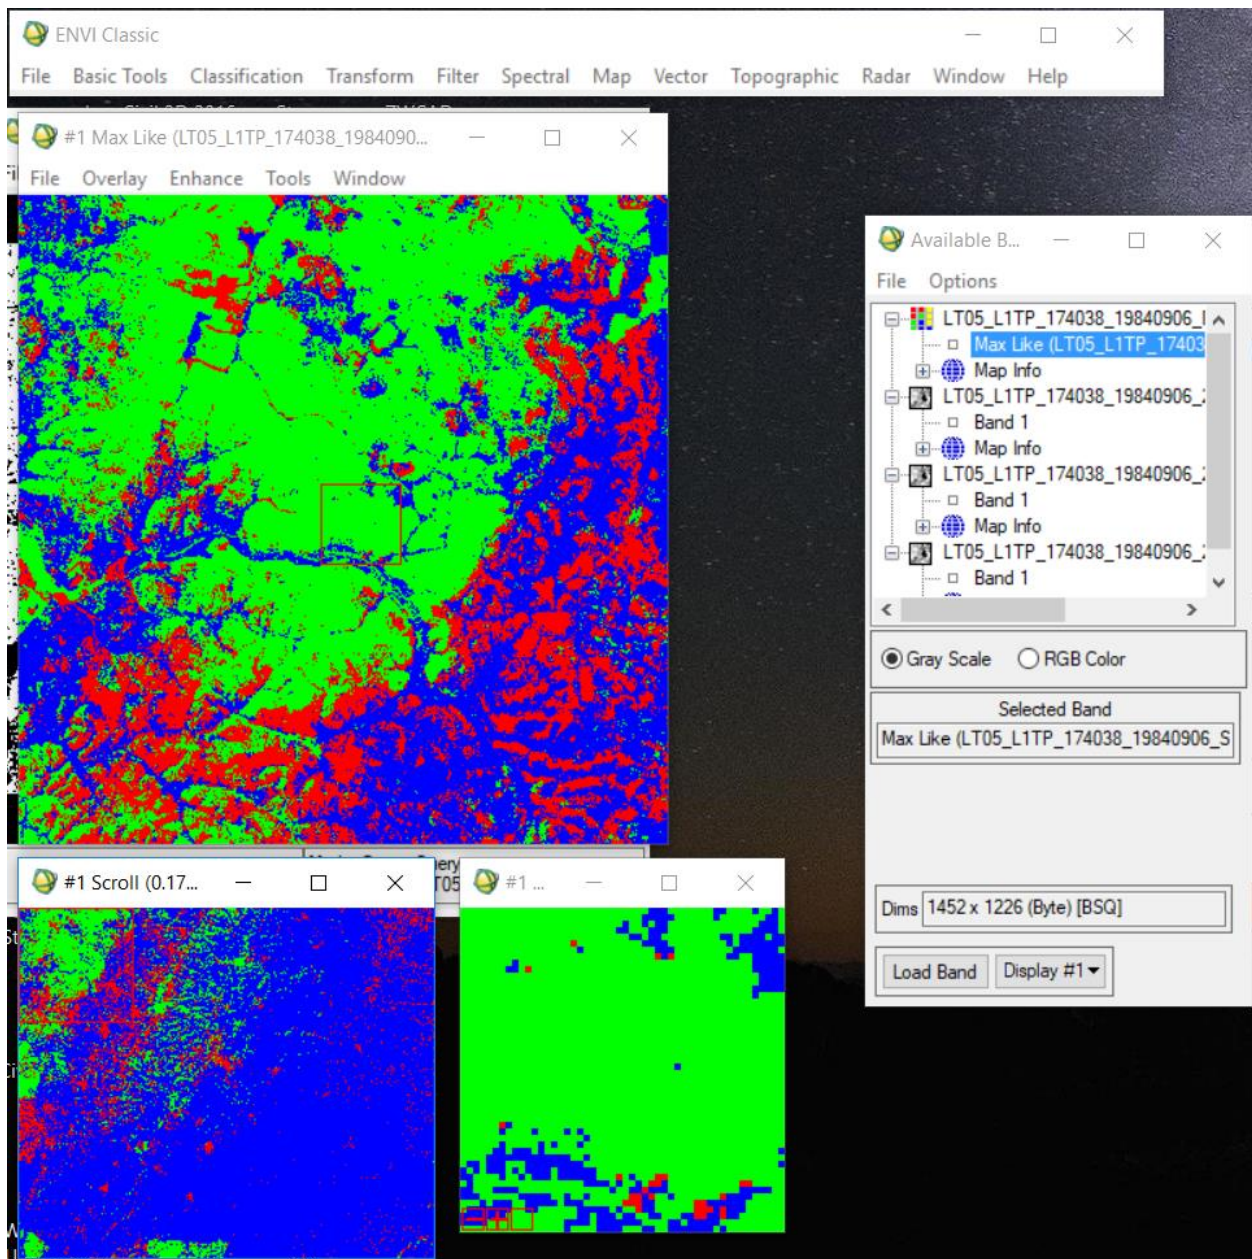 ENVI Classic
File Basic Tools Classification Transform Filter Spectral Map Vector Topographic Radar Window Help
#1 Max Like (LT05_L1TP_174038_1984090...
File Overlay Enhance Tools Window
Available B...
File Options
LT05_L1TP_174038_19840906_
Max Like (LT05_L1TP_17403
Map Info
LT05_L1TP_174038_19840906_
Band 1
Map Info
LT05_L1TP_174038_19840906_
Band 1
Map Info
LT05_L1TP_174038_19840906_
Band 1
Gray Scale RGB Color
Selected Band
Max Like (LT05_L1TP_174038_19840906_S
#1 Scroll (0.17...
#1 ...
Dims 1452 x 1226 (Byte) [BSQ]
Load Band Display #1